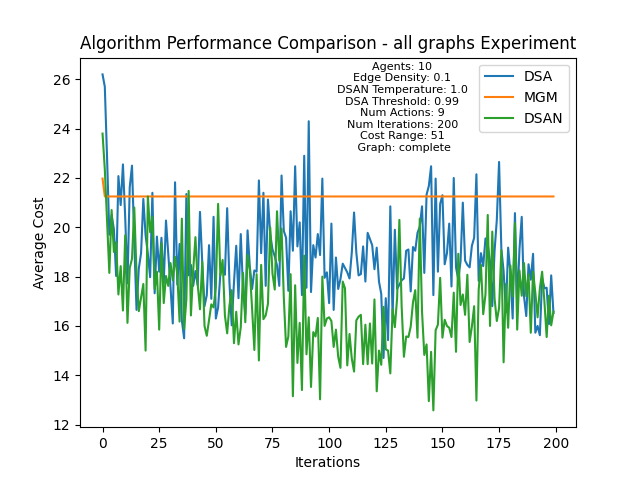 Algorithm Performance Comparison - all graphs Experiment
Agents: 10
Edge Density: 0.1
DSAN Temperature: 1.0
DSA Threshold: 0.99
Num Actions: 9
Num Iterations: 200
Cost Range: 51
Graph: complete
DSA
MGM
DSAN
Average Cost
26
24
22
20
18
16
14
12
0
25
50
75
100
125
150
175
200
Iterations